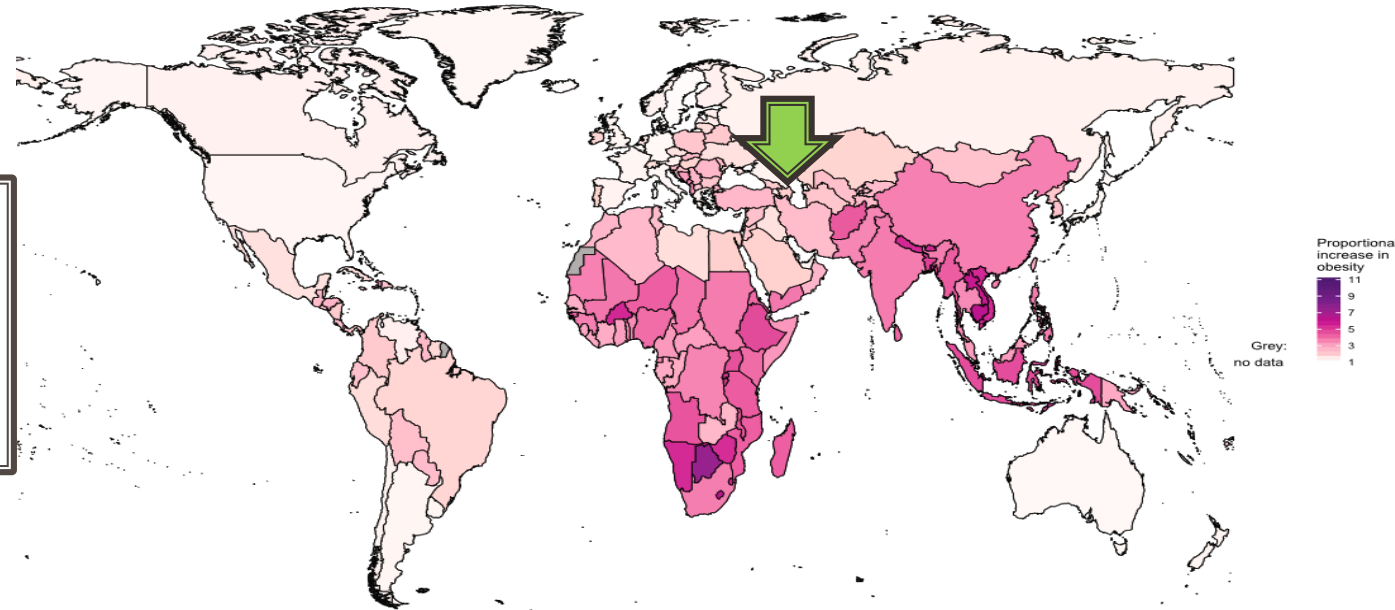 Proportiona
increase in
obesity
11
9
7
5
3
1
Grey:
no data